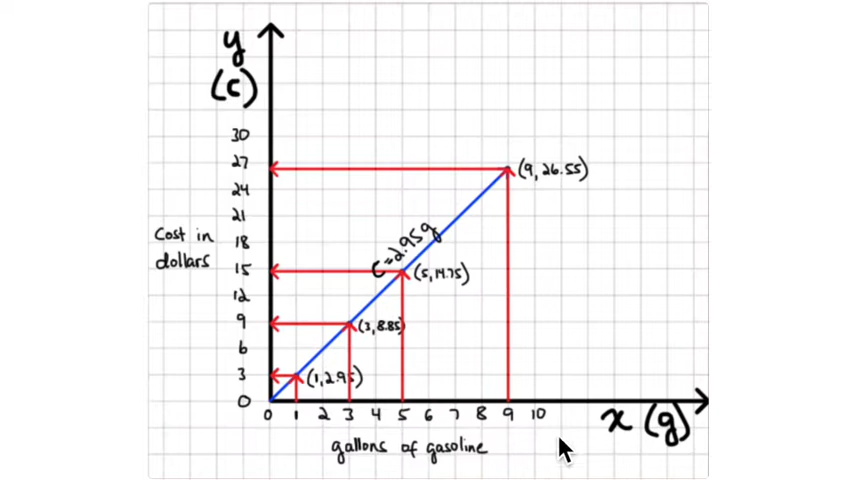 y
(c)
30
27
24
21
18
15
12
9
6
3
0
Cost in
dollars
(9, 26.55)
C=2.95g
(5, 14.75)
(3, 8.85)
(1, 2.95)
0 1 2 3 4 5 6 7 8 9 10
x (g)
gallons of gasoline